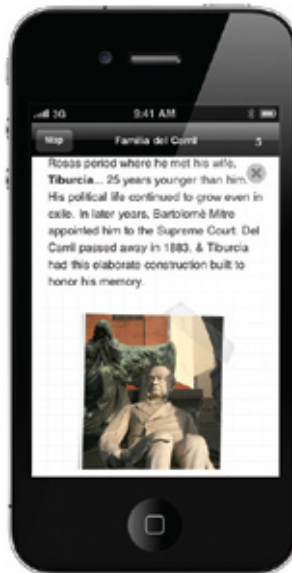 3G 9:41 AM
Map Familia del Carril 5
Rosas period where he met his wife,
Tiburcia... 25 years younger than him.
His political life continued to grow even in
exile. In later years, Bartolomé Mitre
appointed him to the Supreme Court. Del
Carril passed away in 1883, & Tiburcia
had this elaborate construction built to
honor his memory.